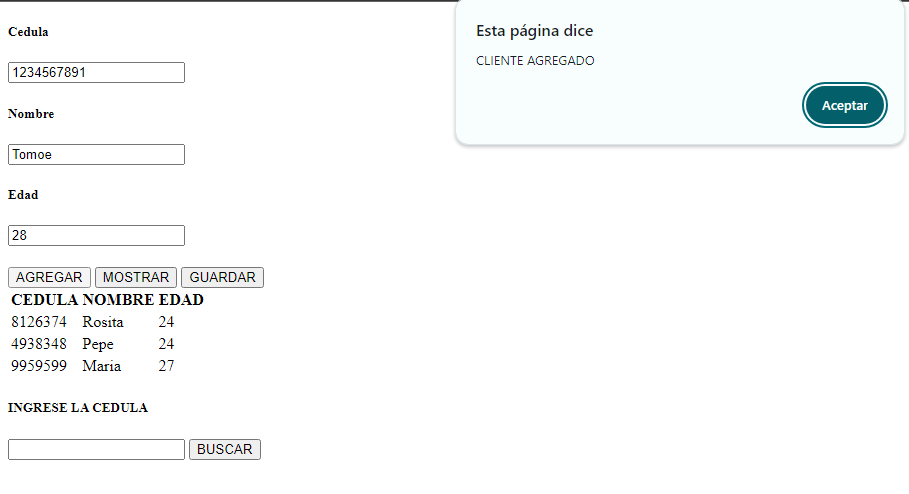 Esta página dice
CLIENTE AGREGADO
Aceptar
Cedula
1234567891
Nombre
Tomoe
Edad
28
AGREGAR MOSTRAR GUARDAR
CEDULA NOMBRE EDAD
8126374 Rosita 24
4938348 Pepe 24
9959599 Maria 27
INGRESE LA CEDULA
BUSCAR